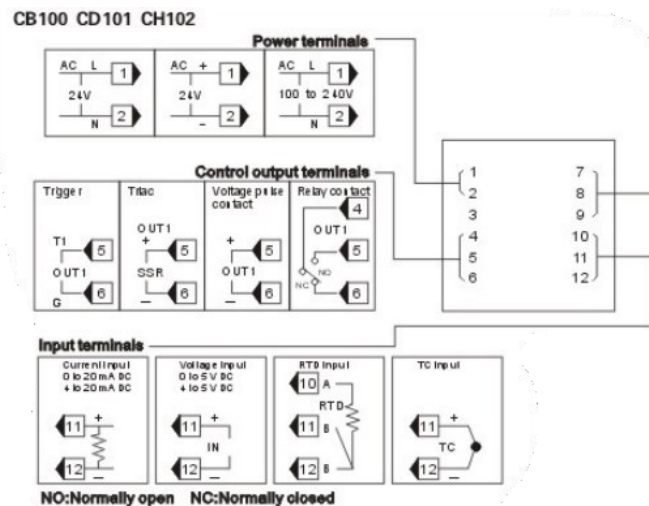 CB100 CD101 CH102
Power terminals
AC L 1
24V
N 2
AC + 1
24V
- 2
AC L 1
100 to 240V
N 2
Control output terminals
Trigger
T1 5
OUT1
G 6
Triac
OUT1
+ 5
SSR
- 6
Voltage pulse
contact
+ 5
OUT1
- 6
Relay contact
4
OUT1
5
NO
NC
6
1 7
2 8
3 9
4 10
5 11
6 12
Input terminals
Current Input
0 to 20 mA DC
4 to 20 mA DC
11 +
12 -
Voltage Input
0 to 5 V DC
4 to 5 V DC
11 +
IN
12 -
RTD Input
10 A
RTD
11 B
12 B
TC Input
11 +
TC
12 -
NO:Normally open NC:Normally closed